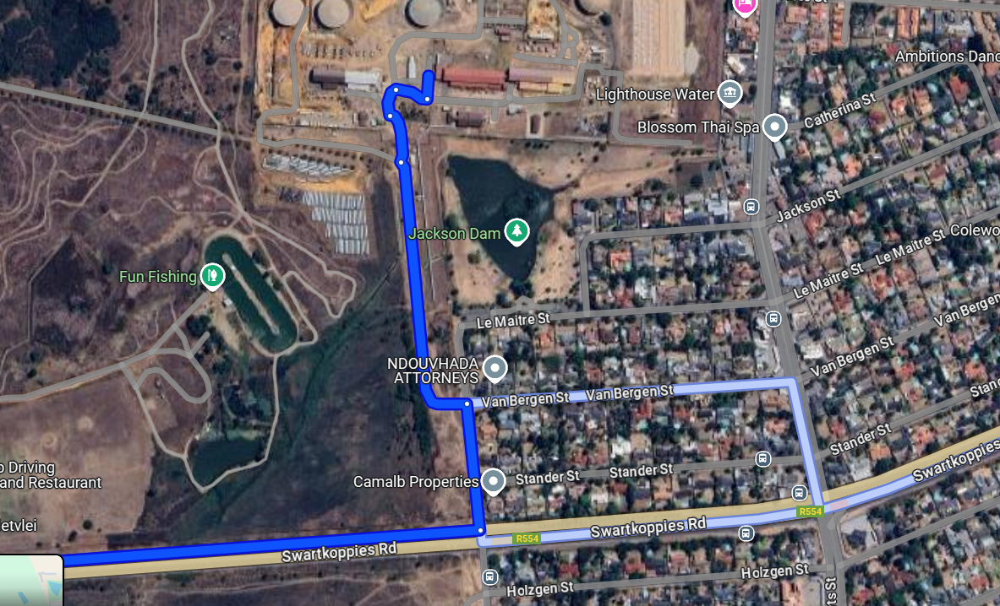 Ambitions Danc
Lighthouse Water
Catherina St
Blossom Thai Spa
Jackson St
Jackson Dam
Colewo
Le Maitre St
Le Maitre St
Fun Fishing
Le Maitre St
Van Bergen
NDOUVHADA
ATTORNEYS
Van Bergen St
Van Bergen St
Van Bergen St
Stand
Stander St
Swartkoppies
o Driving
and Restaurant
Camalb Properties
Stander St
Stander St
R554
etvlei
R554
Swartkoppies Rd
Swartkoppies Rd
Holzgen St
Holzgen St
ts St